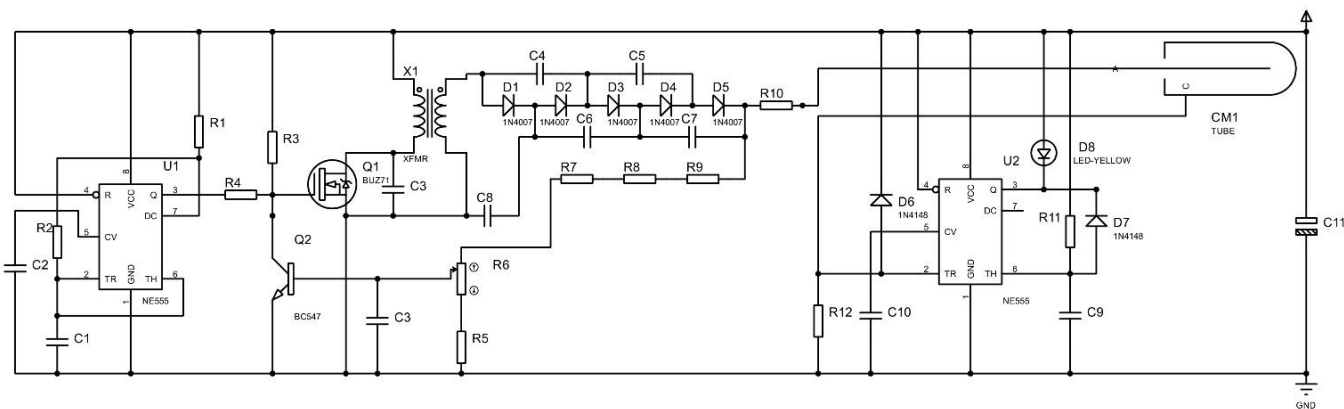 R1
U1
4
R
8
VCC
Q
3
DC
7
5
CV
2
TR
GND
1
TH
6
NE555
R2
C2
C1
R3
R4
Q1
BUZ71
Q2
BC547
X1
XFMR
C3
C3
C4
C5
D1
1N4007
D2
1N4007
D3
1N4007
D4
1N4007
D5
1N4007
C6
C7
C8
R7
R8
R9
R10
R6
R5
A
C
CM1
TUBE
D6
1N4148
R12
C10
U2
4
R
8
VCC
Q
3
DC
7
5
CV
2
TR
GND
1
TH
6
NE555
D8
LED-YELLOW
R11
D7
1N4148
C9
C11
GND